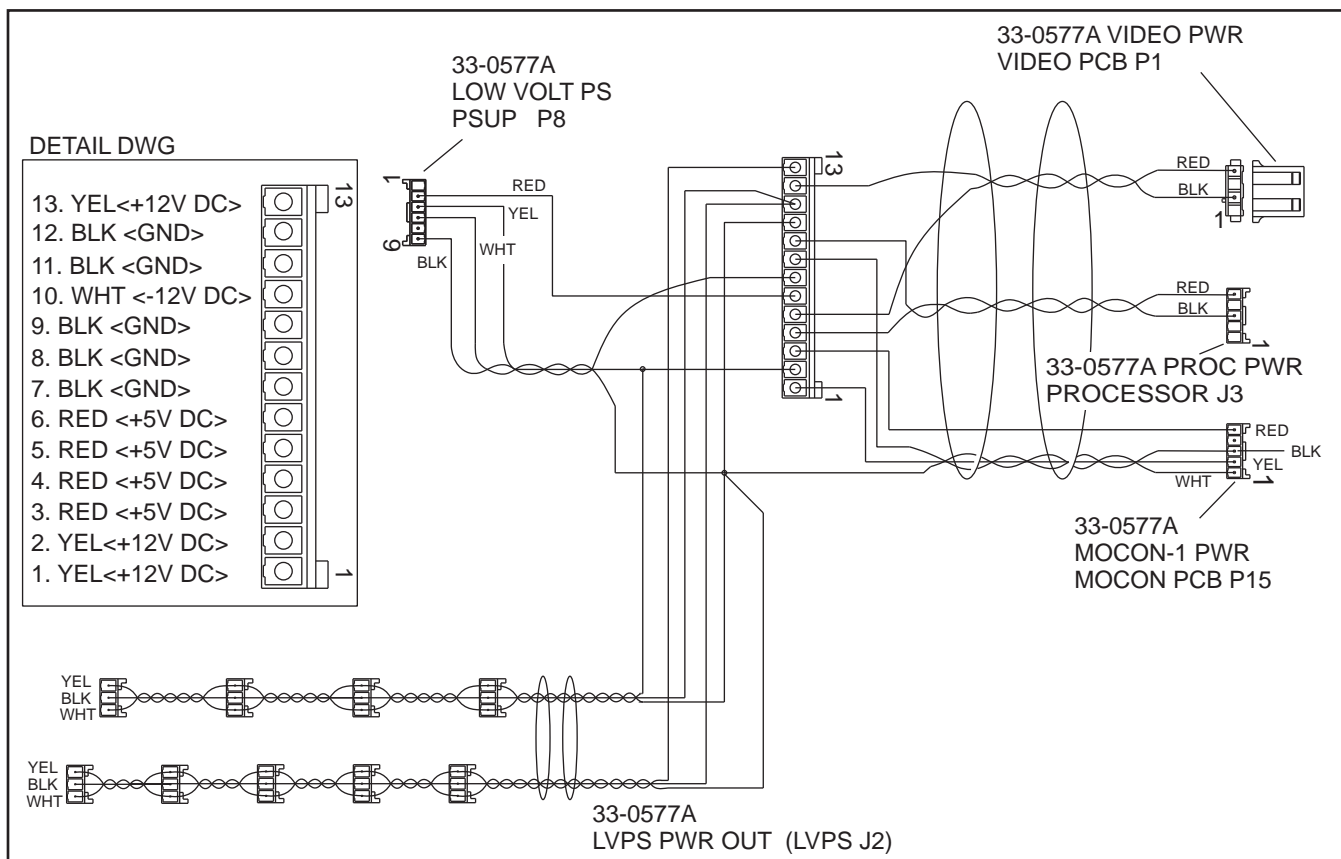 33-0577A VIDEO PWR
VIDEO PCB P1
33-0577A
LOW VOLT PS
PSUP P8
DETAIL DWG
13. YEL<+12V DC>
12. BLK <GND>
11. BLK <GND>
10. WHT <-12V DC>
9. BLK <GND>
8. BLK <GND>
7. BLK <GND>
6. RED <+5V DC>
5. RED <+5V DC>
4. RED <+5V DC>
3. RED <+5V DC>
2. YEL<+12V DC>
1. YEL<+12V DC>
13
1
1
6
RED
YEL
WHT
BLK
13
1
RED
BLK
1
RED
BLK
1
33-0577A PROC PWR
PROCESSOR J3
RED
BLK
YEL
WHT
1
33-0577A
MOCON-1 PWR
MOCON PCB P15
YEL
BLK
WHT
YEL
BLK
WHT
33-0577A
LVPS PWR OUT (LVPS J2)